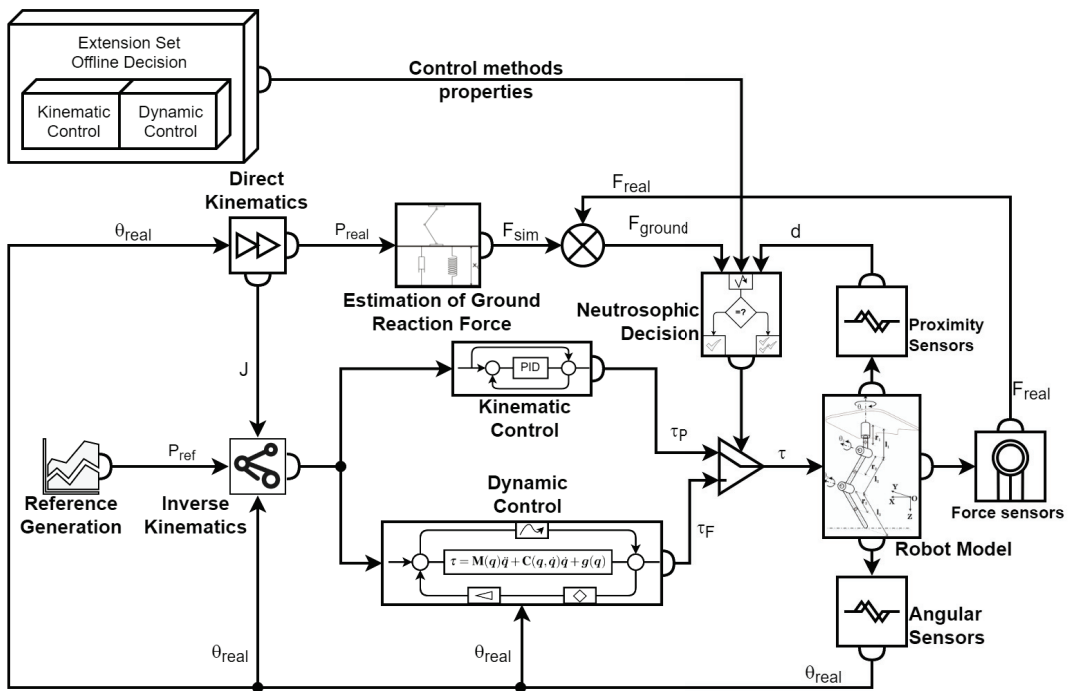 Extension Set
Offline Decision
Kinematic
Control
Dynamic
Control
Control methods
properties
Direct
Kinematics
θreal
Preal
Fsim
Freal
Fground
d
Estimation of Ground
Reaction Force
Neutrosophic
Decision
=?
Proximity
Sensors
J
PID
Kinematic
Control
Freal
τP
τ
Pref
Reference
Generation
Inverse
Kinematics
Dynamic
Control
τ = M(q)q̈ + C(q,q̇)q̇ + g(q)
τF
Force sensors
Robot Model
Angular
Sensors
θreal
θreal
θreal